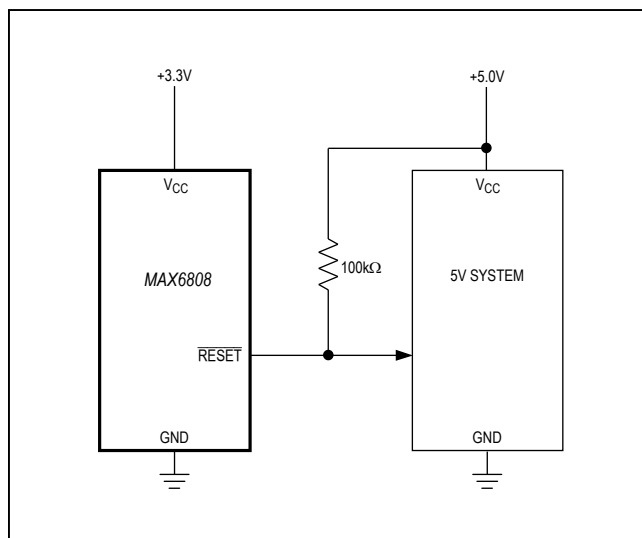 +3.3V
+5.0V
VCC
VCC
MAX6808
100kΩ
5V SYSTEM
RESET
GND
GND